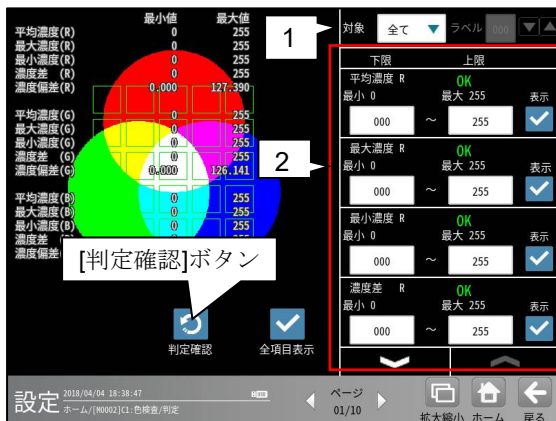 最小値 最大値
平均濃度(R) 0 255
最大濃度(R) 0 255
最小濃度(R) 0 255
濃度差 (R) 0 255
濃度偏差(R) 0.000 127.390
平均濃度(G) 0 255
最大濃度(G) 0 255
最小濃度(G) 0 255
濃度差 (G) 0 255
濃度偏差(G) 0.000 126.141
平均濃度(B) 0 255
最大濃度(B) 0 255
最小濃度(B) 0 255
濃度差
濃度偏差
[判定確認]ボタン
判定確認 全項目表示
1
2
対象 全て ラベル 000
下限 上限
平均濃度 R OK
最小 0 最大 255 表示
000 ~ 255
最大濃度 R OK
最小 0 最大 255 表示
000 ~ 255
最小濃度 R OK
最小 0 最大 255 表示
000 ~ 255
濃度差 R OK
最小 0 最大 255 表示
000 ~ 255
設定 2018/04/04 18:38:47
ホーム/[M0002]C1:色検査/判定
ページ
01/10
拡大縮小 ホーム 戻る